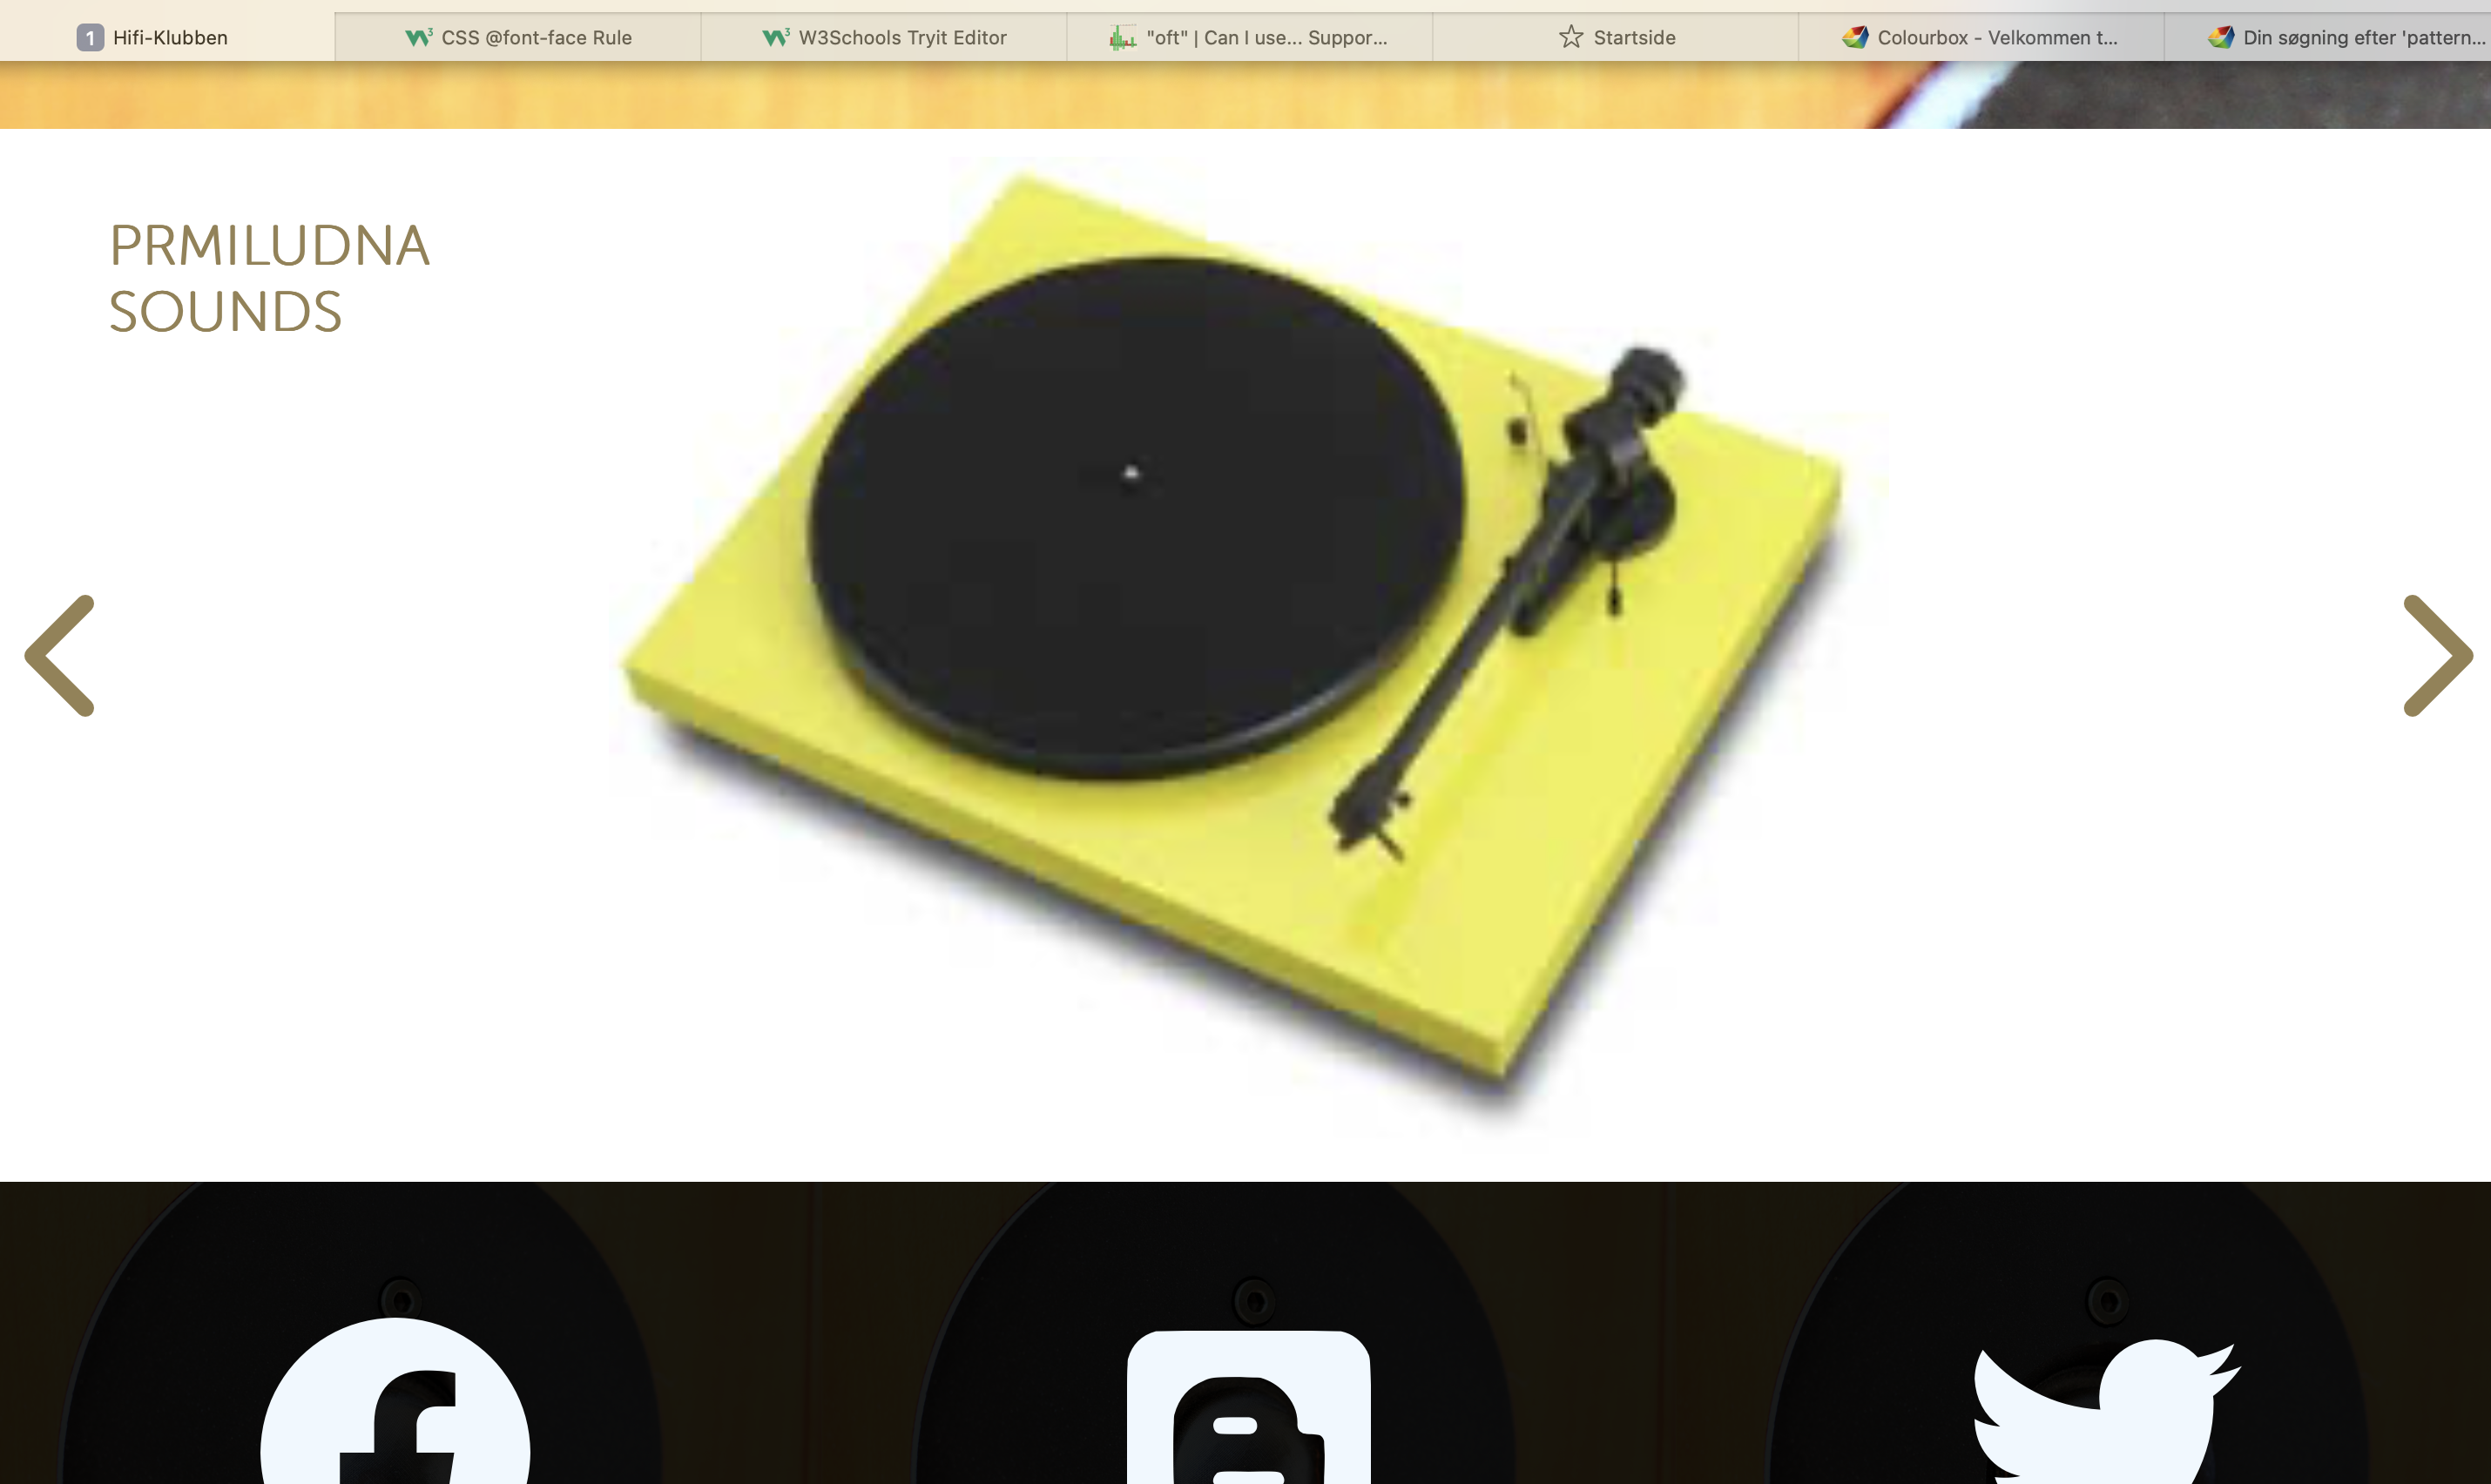 1 Hifi-Klubben
CSS @font-face Rule
W3Schools Tryit Editor
"oft" | Can I use... Suppor...
Startside
Colourbox - Velkommen t...
Din søgning efter 'pattern...
PRMILUDNA
SOUNDS